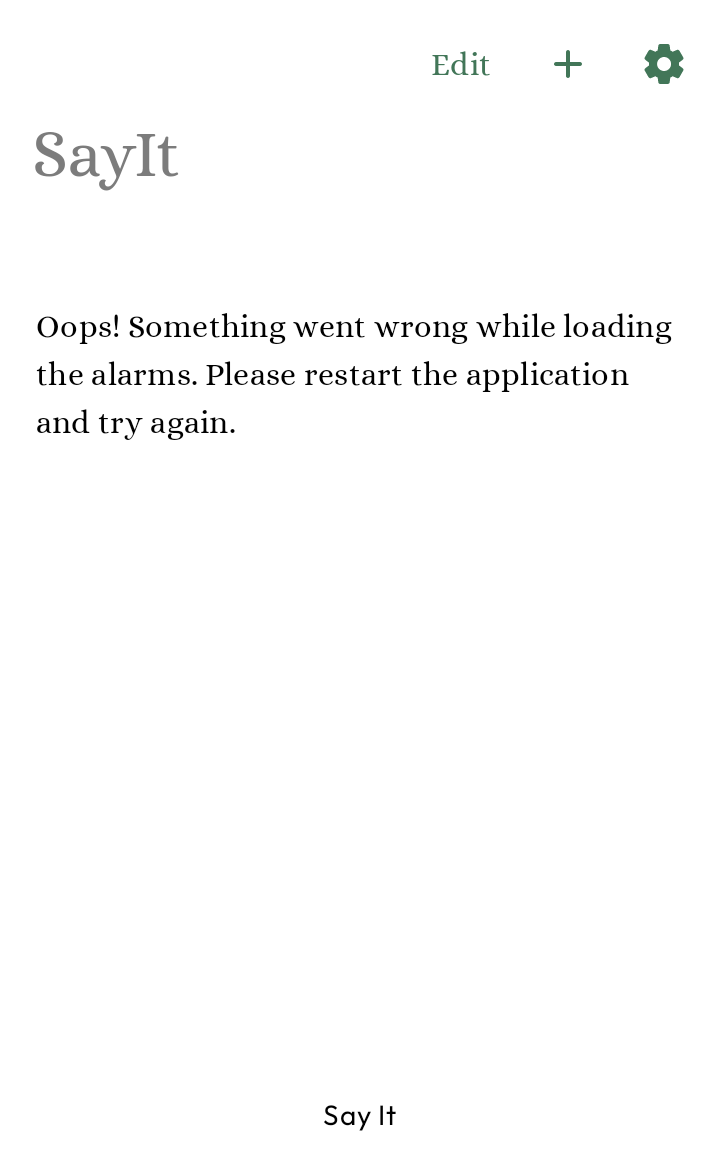 Edit
SayIt
Oops! Something went wrong while loading
the alarms. Please restart the application
and try again.
Say It